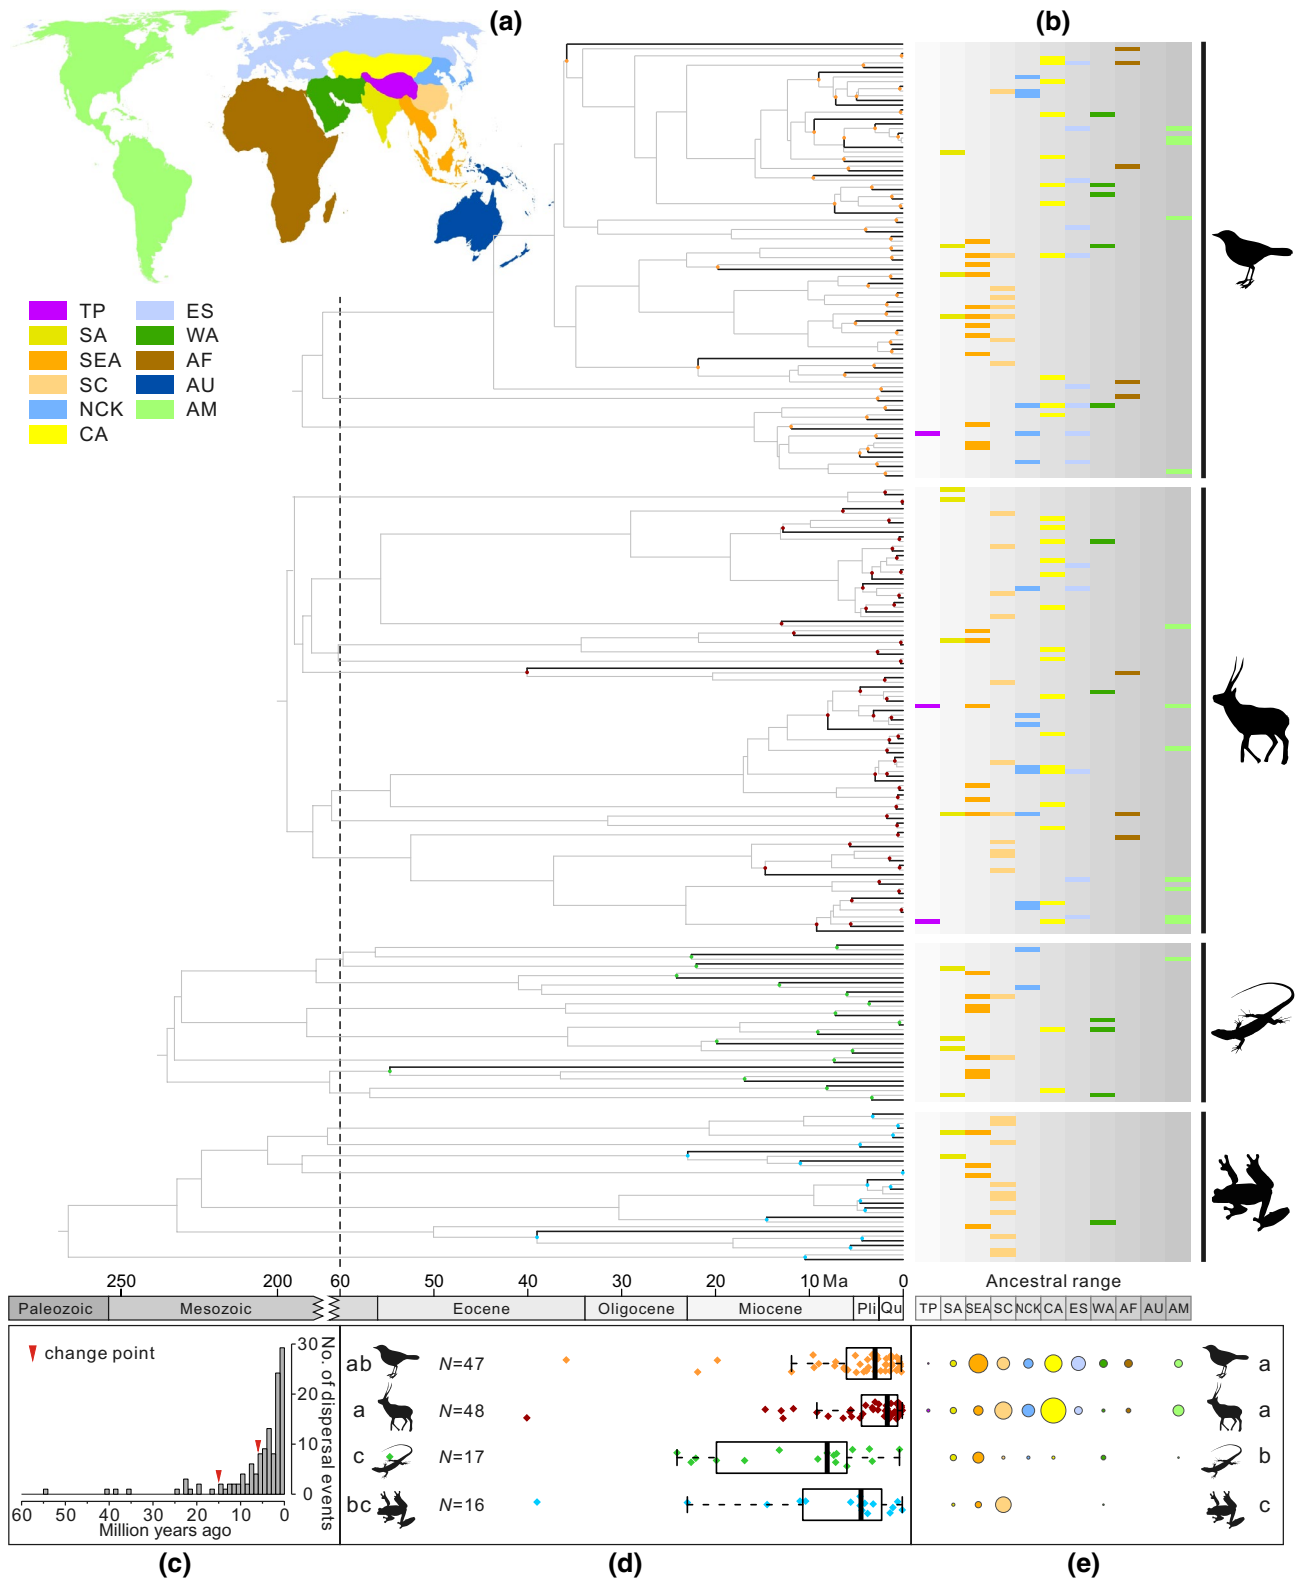 (a)
(b)
TP ES
SA WA
SEA AF
SC AU
NCK AM
CA
250 200 60 50 40 30 20 10 Ma 0
Paleozoic Mesozoic Eocene Oligocene Miocene Pli Qu
Ancestral range
TP SA SEA SC NCK CA ES WA AF AU AM
change point
No. of dispersal events
30
20
10
0
60 50 40 30 20 10 0
Million years ago
ab N=47
a N=48
c N=17
bc N=16
a
a
b
c
(c)
(d)
(e)